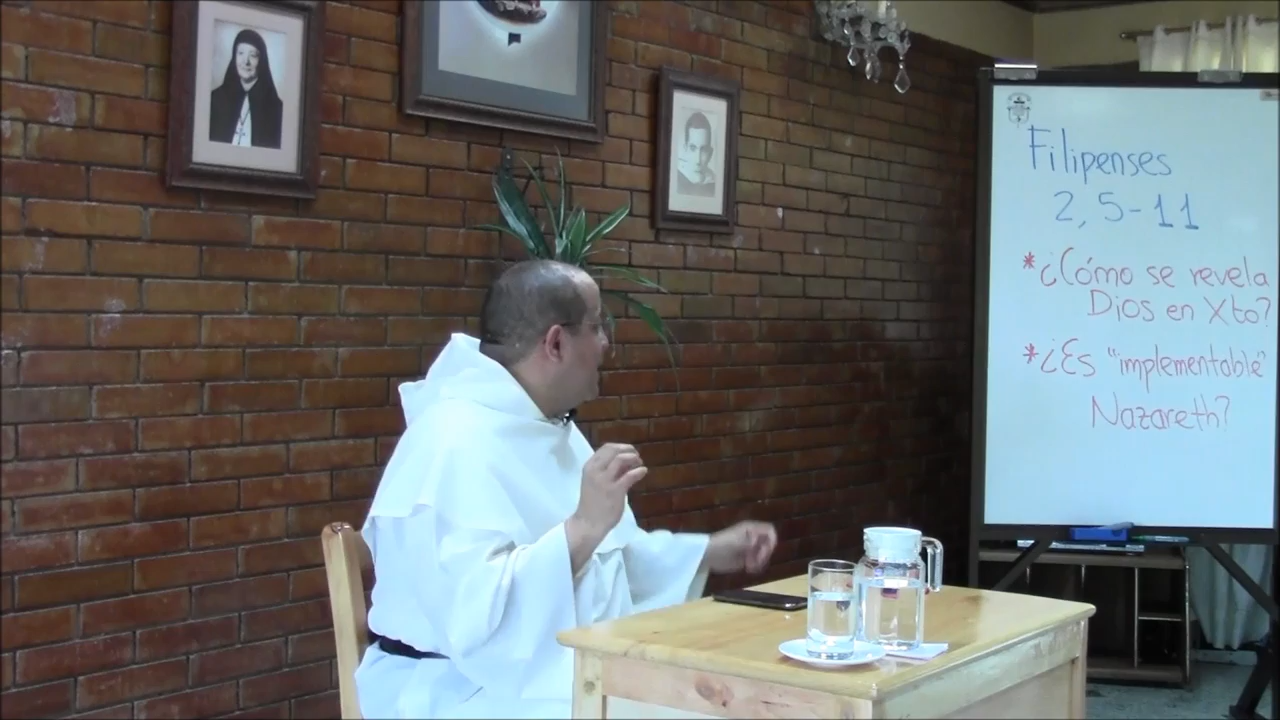 Filipenses
2, 5-11
* ¿Cómo se revela
Dios en Xto?
* ¿Es "implementable"
Nazareth?